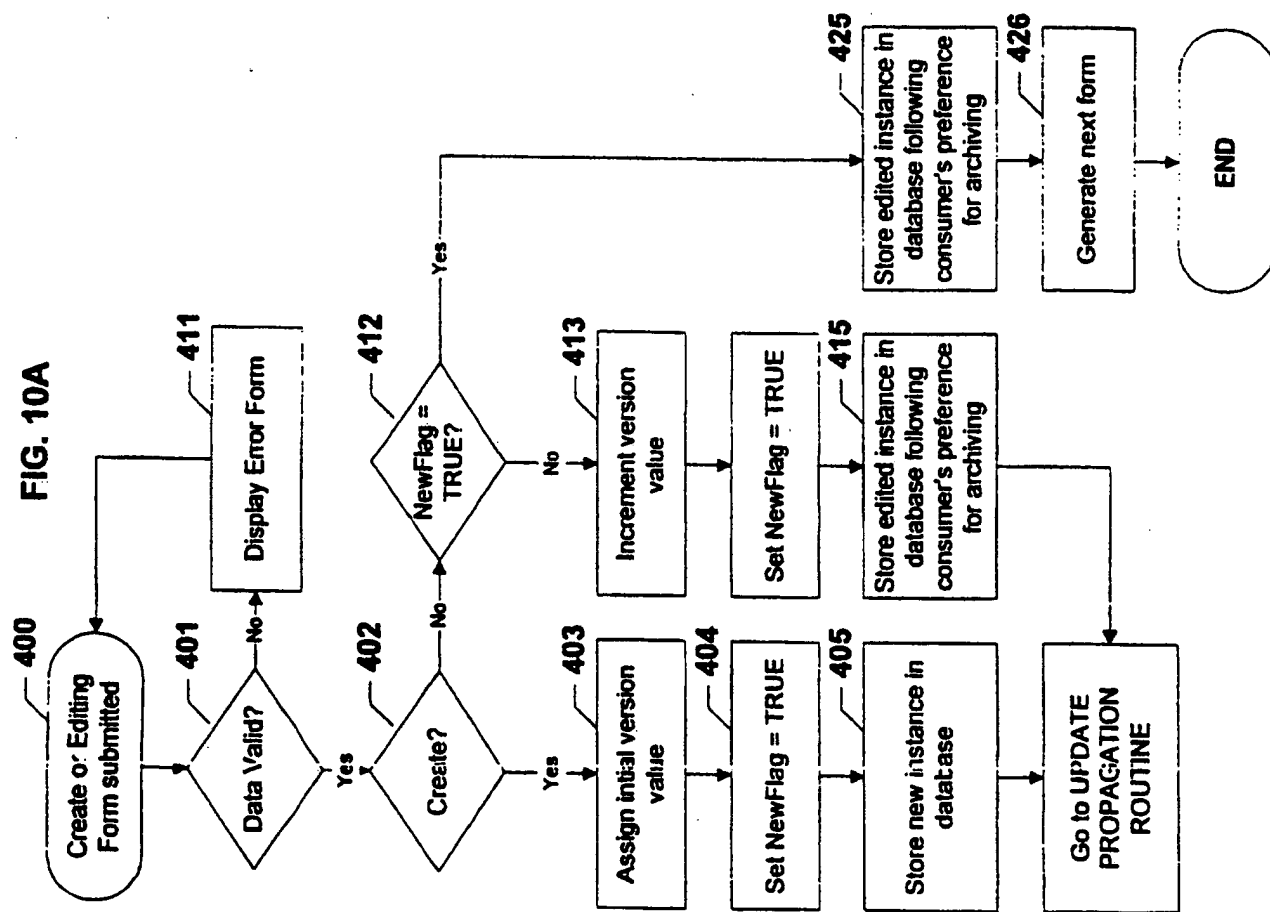 FIG. 10A
400
Create or Editing
Form submitted
401
Data Valid?
No
411
Display Error Form
Yes
402
Create?
No
412
NewFlag =
TRUE?
Yes
Yes
403
Assign intial version
value
404
Set NewFlag = TRUE
405
Store new instance in
database
No
413
Increment version
value
Set NewFlag = TRUE
415
Store edited instance in
database following
consumer's preference
for archiving
Go to UPDATE
PROPAGATION
ROUTINE
425
Store edited instance in
database following
consumer's preference
for archiving
426
Generate next form
END